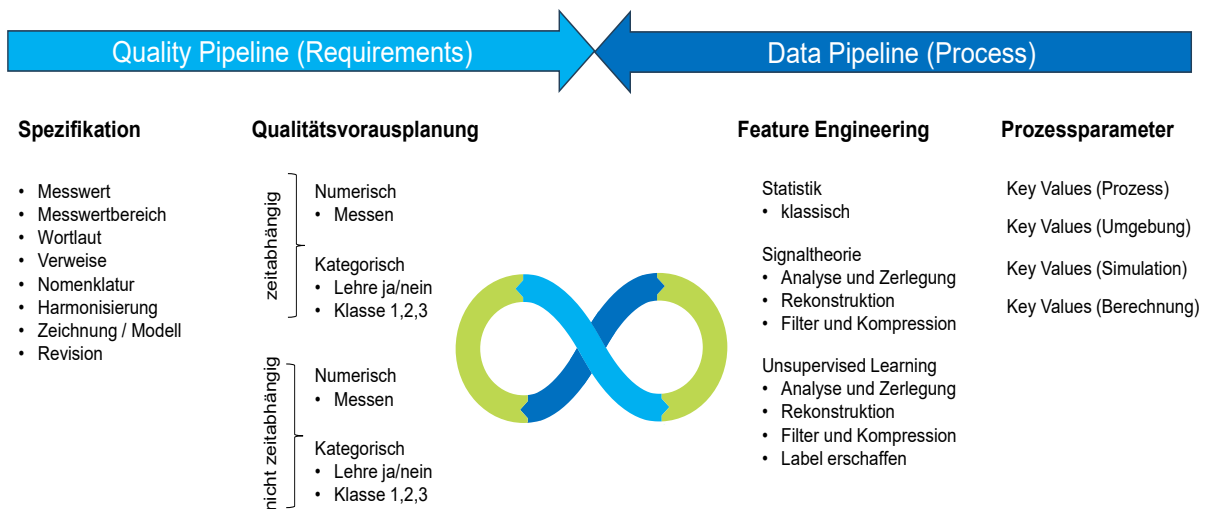 Quality Pipeline (Requirements)
Data Pipeline (Process)
Spezifikation
• Messwert
• Messwertbereich
• Wortlaut
• Verweise
• Nomenklatur
• Harmonisierung
• Zeichnung / Modell
• Revision
Qualitätsvorausplanung
zeitabhängig
Numerisch
• Messen
Kategorisch
• Lehre ja/nein
• Klasse 1,2,3
nicht zeitabhängig
Numerisch
• Messen
Kategorisch
• Lehre ja/nein
• Klasse 1,2,3
Feature Engineering
Statistik
• klassisch
Signaltheorie
• Analyse und Zerlegung
• Rekonstruktion
• Filter und Kompression
Unsupervised Learning
• Analyse und Zerlegung
• Rekonstruktion
• Filter und Kompression
• Label erschaffen
Prozessparameter
Key Values (Prozess)
Key Values (Umgebung)
Key Values (Simulation)
Key Values (Berechnung)